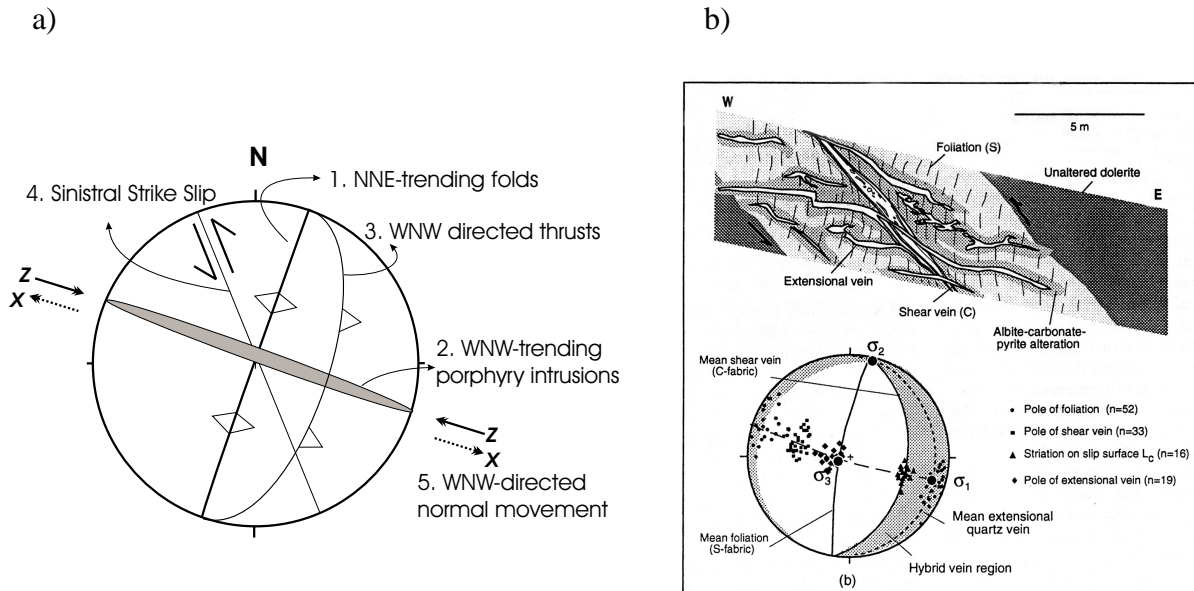 a)
b)
N
4. Sinistral Strike Slip
1. NNE-trending folds
3. WNW directed thrusts
Z
X
2. WNW-trending
porphyry intrusions
Z
X
5. WNW-directed
normal movement
W
5 m
Foliation (S)
Unaltered dolerite
E
Extensional vein
Shear vein (C)
Albite-carbonate-
pyrite alteration
σ2
Mean shear vein
(C-fabric)
• Pole of foliation (n=52)
▪ Pole of shear vein (n=33)
▲ Striation on slip surface Lc (n=16)
♦ Pole of extensional vein (n=19)
σ3
σ1
Mean foliation
(S-fabric)
Mean extensional
quartz vein
Hybrid vein
region
(b)